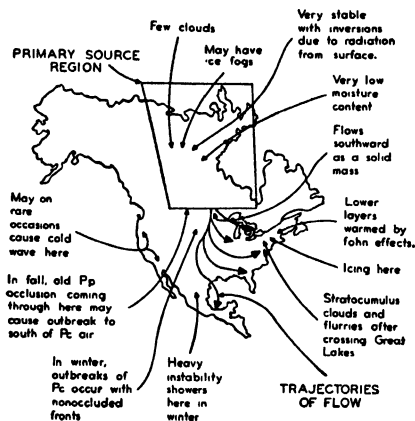 Few clouds
PRIMARY SOURCE
REGION
May have
ice fogs
Very stable
with inversions
due to radiation
from surface.
Very low
moisture
content
Flows
southward
as a solid
mass
Lower
layers
warmed by
fohn effects.
Icing here
Stratocumulus
clouds and
flurries after
crossing Great
Lakes
TRAJECTORIES
OF FLOW
May on
rare
occasions
cause cold
wave here
In fall, old Pp
occlusion coming
through here may
cause outbreak to
south of Pc air
In winter,
outbreaks of
Pc occur with
nonoccluded
fronts
Heavy
instability
showers
here in
winter